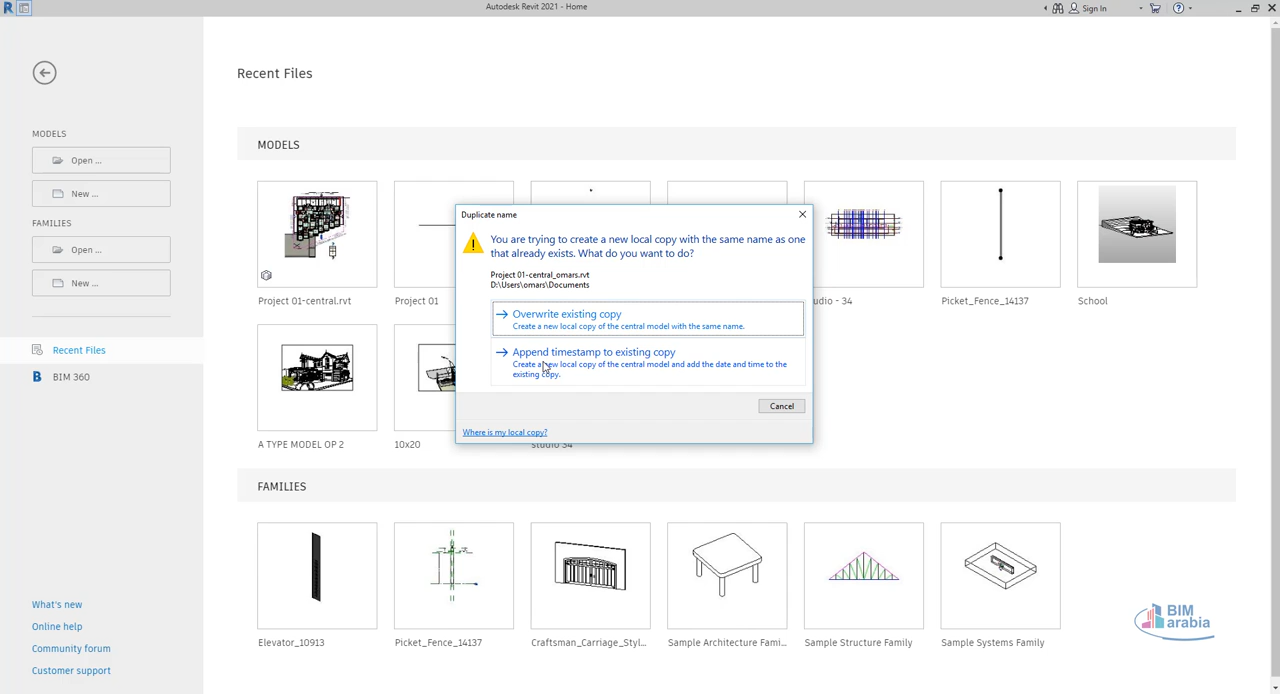 Autodesk Revit 2021 - Home
Sign In
Recent Files
MODELS
Open ...
New ...
FAMILIES
Open ...
New ...
Recent Files
BIM 360
What's new
Online help
Community forum
Customer support
MODELS
Project 01-central.rvt
Project 01
udio - 34
Picket_Fence_14137
School
A TYPE MODEL OP 2
10x20
studio 34
Duplicate name
You are trying to create a new local copy with the same name as one
that already exists. What do you want to do?
Project 01-central_omars.rvt
D:\Users\omars\Documents
Overwrite existing copy
Create a new local copy of the central model with the same name.
Append timestamp to existing copy
Create a new local copy of the central model and add the date and time to the
existing copy.
Cancel
Where is my local copy?
FAMILIES
Elevator_10913
Picket_Fence_14137
Craftsman_Carriage_Styl...
Sample Architecture Fami...
Sample Structure Family
Sample Systems Family
BIM
arabia